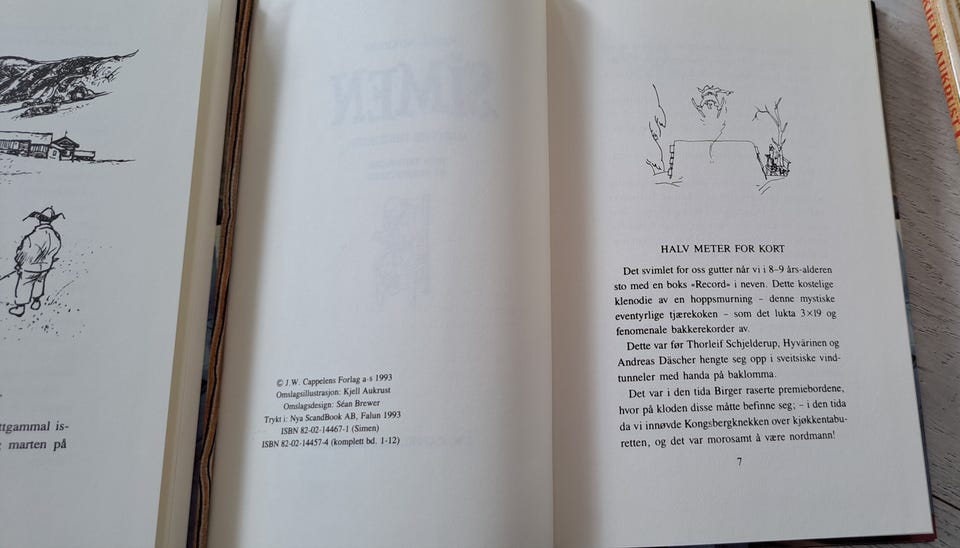 ttgammal is-
marten på
SIMEN
© J.W. Cappelens Forlag a·s 1993
Omslagsillustrasjon: Kjell Aukrust
Omslagsdesign: Séan Brewer
Trykt i: Nya ScandBook AB, Falun 1993
ISBN 82-02-14467-1 (Simen)
ISBN 82-02-14457-4 (komplett bd. 1-12)
HALV METER FOR KORT
Det svimlet for oss gutter når vi i 8–9 års-alderen
sto med en boks «Record» i neven. Dette kostelige
klenodie av en hoppsmurning – denne mystiske
eventyrlige tjærekoken – som det lukta 3×19 og
fenomenale bakkerekorder av.
Dette var før Thorleif Schjelderup, Hyvärinen og
Andreas Däscher hengte seg opp i sveitsiske vind-
tunneler med handa på baklomma.
Det var i den tida Birger raserte premiebordene,
hvor på kloden disse måtte befinne seg; – i den tida
da vi innøvde Kongsbergknekken over kjøkkentabu-
retten, og det var morosamt å være nordmann!
7
KJELL AUKRUST